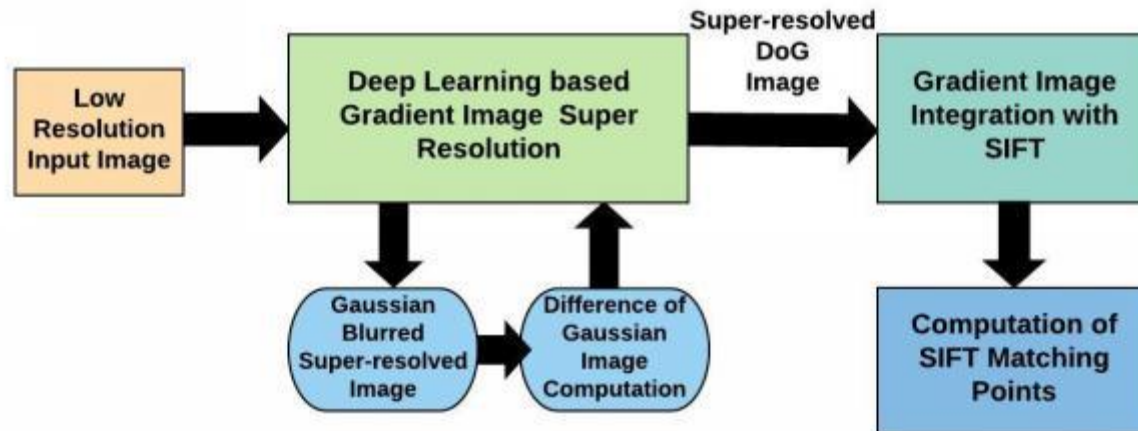 Low
Resolution
Input Image
Deep Learning based
Gradient Image Super
Resolution
Super-resolved
DoG
Image
Gradient Image
Integration with
SIFT
Gaussian
Blurred
Super-resolved
Image
Difference of
Gaussian
Image
Computation
Computation of
SIFT Matching
Points